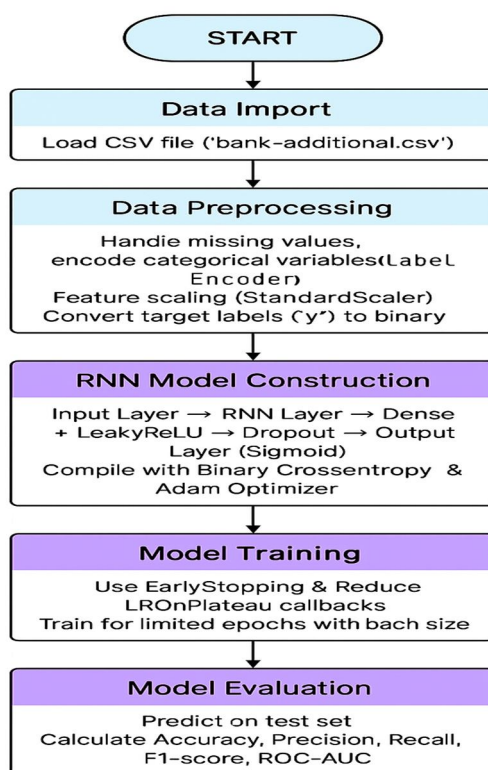 START
Data Import
Load CSV file ('bank-additional.csv')
Data Preprocessing
Handie missing values,
encode categorical variables(Label
Encoder)
Feature scaling (StandardScaler)
Convert target labels ('y') to binary
RNN Model Construction
Input Layer → RNN Layer → Dense
+ LeakyReLU → Dropout → Output
Layer (Sigmoid)
Compile with Binary Crossentropy &
Adam Optimizer
Model Training
Use EarlyStopping & Reduce
LROnPlateau callbacks
Train for limited epochs with bach size
Model Evaluation
Predict on test set
Calculate Accuracy, Precision, Recall,
F1-score, ROC-AUC